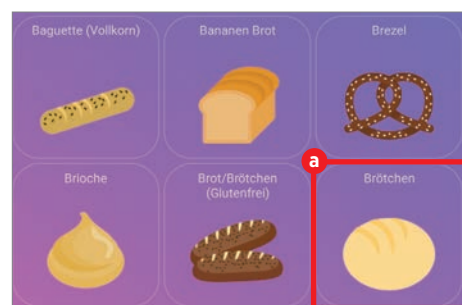 Baguette (Vollkorn)
Bananen Brot
Brezel
a
Brioche
Brot/Brötchen
(Glutenfrei)
Brötchen